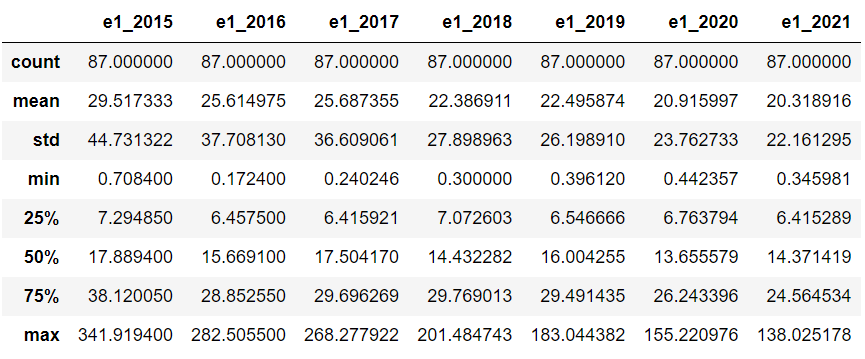 e1_2015 e1_2016 e1_2017 e1_2018 e1_2019 e1_2020 e1_2021
count 87.000000 87.000000 87.000000 87.000000 87.000000 87.000000 87.000000
mean 29.517333 25.614975 25.687355 22.386911 22.495874 20.915997 20.318916
std 44.731322 37.708130 36.609061 27.898963 26.198910 23.762733 22.161295
min 0.708400 0.172400 0.240246 0.300000 0.396120 0.442357 0.345981
25% 7.294850 6.457500 6.415921 7.072603 6.546666 6.763794 6.415289
50% 17.889400 15.669100 17.504170 14.432282 16.004255 13.655579 14.371419
75% 38.120050 28.852550 29.696269 29.769013 29.491435 26.243396 24.564534
max 341.919400 282.505500 268.277922 201.484743 183.044382 155.220976 138.025178